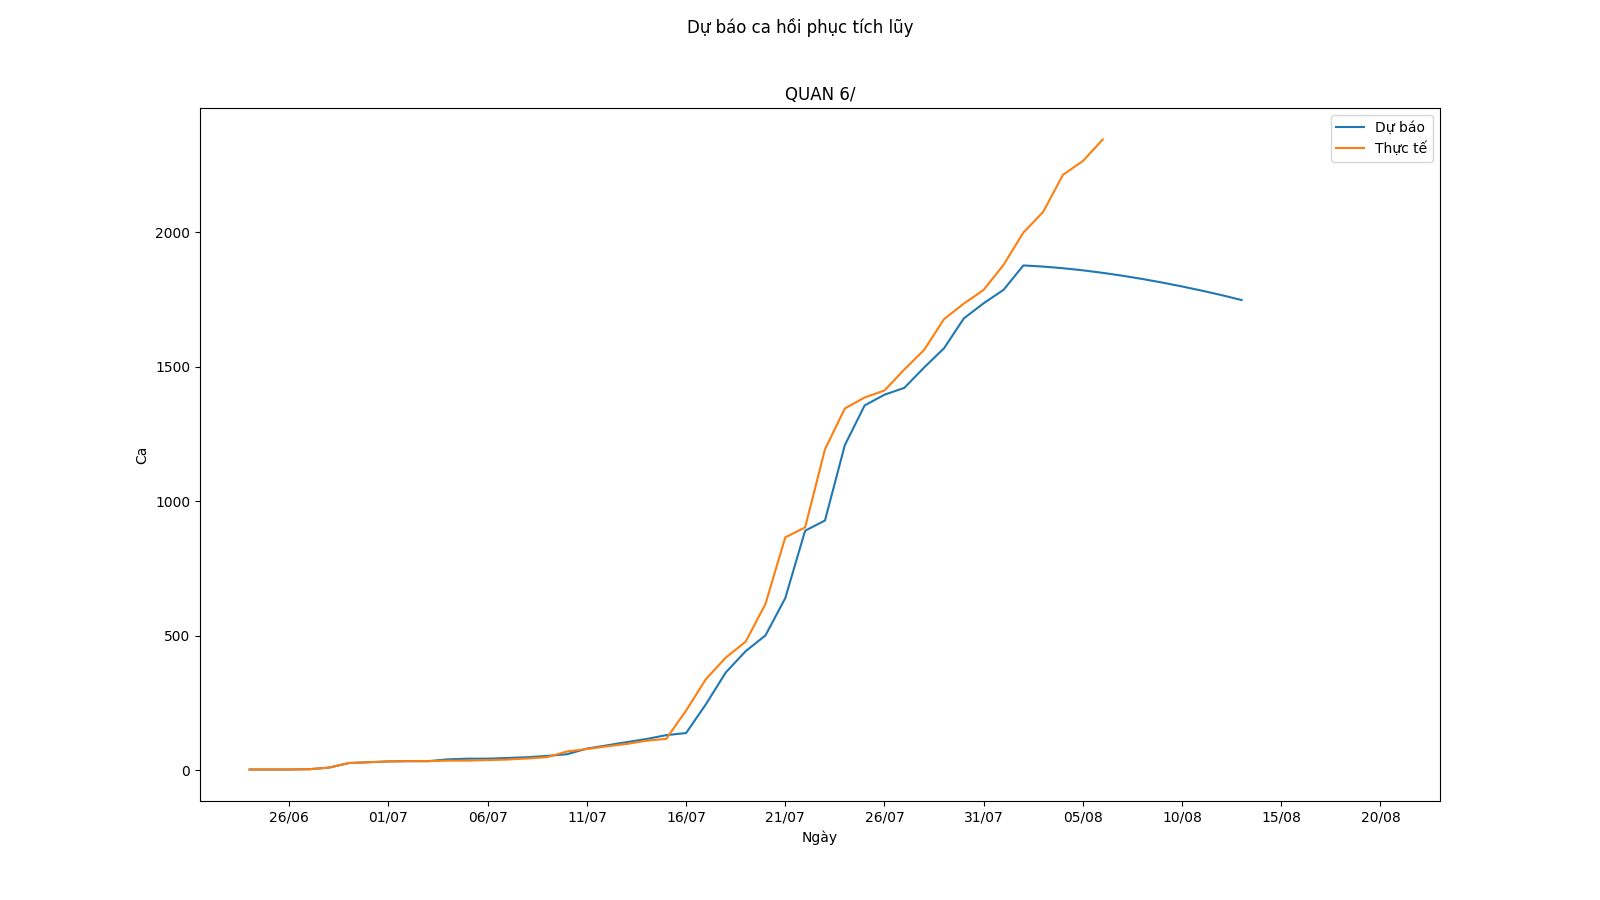 Dự báo ca hồi phục tích lũy
QUAN 6/
Dự báo
Thực tế
2000
1500
1000
500
0
Ca
26/06 01/07 06/07 11/07 16/07 21/07 26/07 31/07 05/08 10/08 15/08 20/08
Ngày